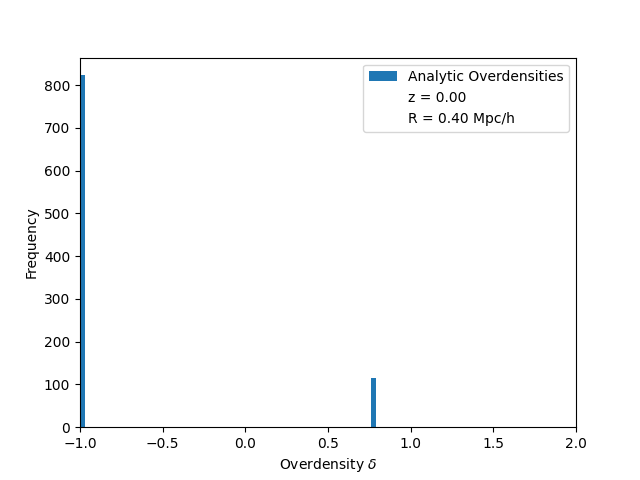 Analytic Overdensities
z = 0.00
R = 0.40 Mpc/h
800
700
600
500
400
300
200
100
0
Frequency
−1.0 −0.5 0.0 0.5 1.0 1.5 2.0
Overdensity δ